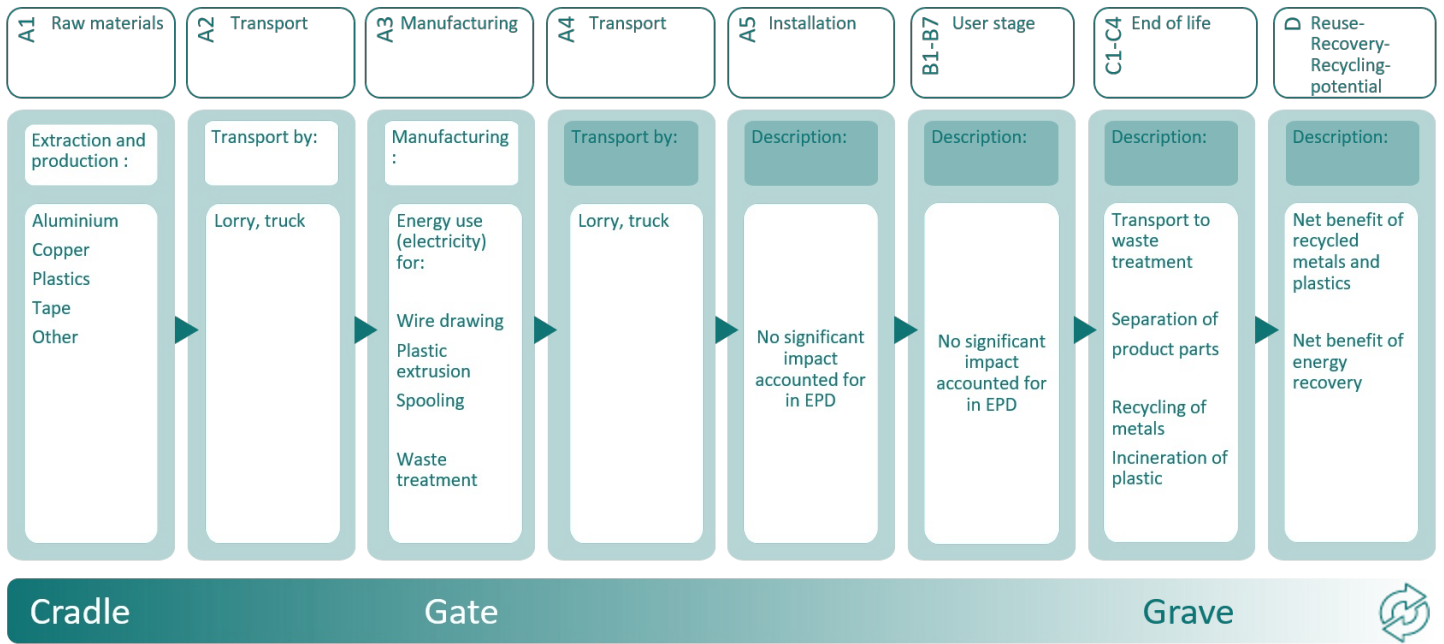 A1 Raw materials
A2 Transport
A3 Manufacturing
A4 Transport
A5 Installation
B1-B7 User stage
C1-C4 End of life
D Reuse-
Recovery-
Recycling-
potential
Extraction and
production :
Aluminium
Copper
Plastics
Tape
Other
Transport by:
Lorry, truck
Manufacturing
:
Energy use
(electricity)
for:
Wire drawing
Plastic
extrusion
Spooling
Waste
treatment
Transport by:
Lorry, truck
Description:
No significant
impact
accounted for
in EPD
Description:
No significant
impact
accounted for
in EPD
Description:
Transport to
waste
treatment
Separation of
product parts
Recycling of
metals
Incineration of
plastic
Description:
Net benefit of
recycled
metals and
plastics
Net benefit of
energy
recovery
Cradle
Gate
Grave